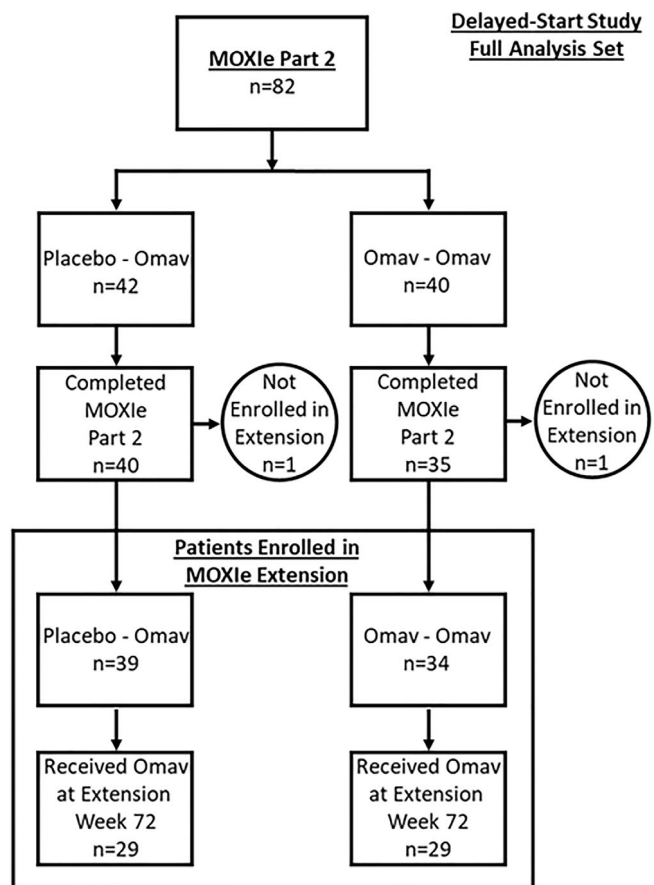 Delayed-Start Study
Full Analysis Set
MOXIe Part 2
n=82
Placebo - Omav
n=42
Omav - Omav
n=40
Completed
MOXIe
Part 2
n=40
Not
Enrolled in
Extension
n=1
Completed
MOXIe
Part 2
n=35
Not
Enrolled in
Extension
n=1
Patients Enrolled in
MOXIe Extension
Placebo - Omav
n=39
Omav - Omav
n=34
Received Omav
at Extension
Week 72
n=29
Received Omav
at Extension
Week 72
n=29